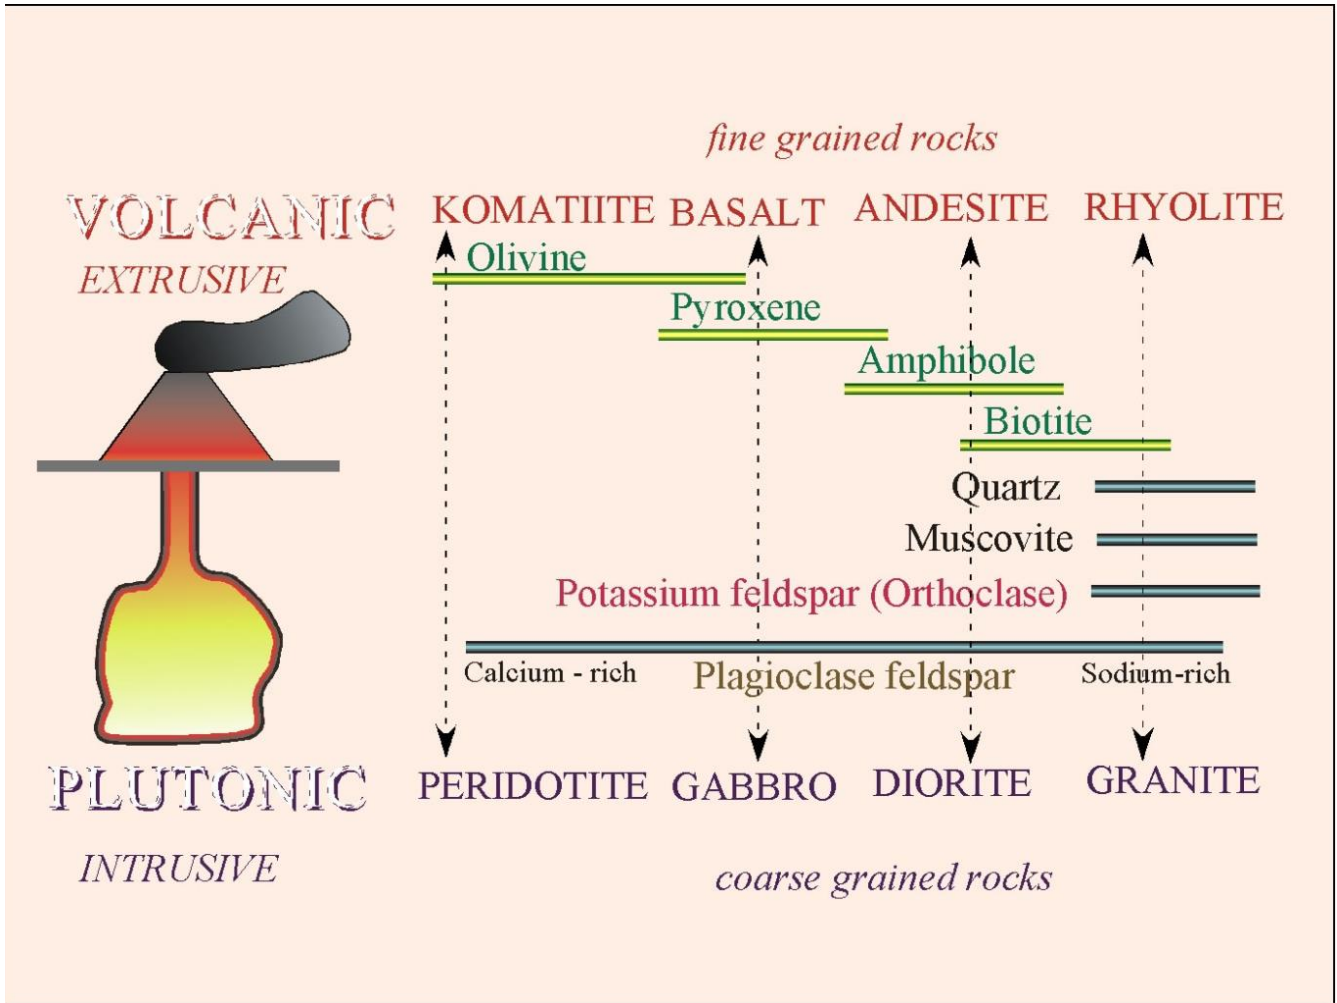 fine grained rocks
VOLCANIC
KOMATIITE BASALT ANDESITE RHYOLITE
EXTRUSIVE
Olivine
Pyroxene
Amphibole
Biotite
Quartz
Muscovite
Potassium feldspar (Orthoclase)
Calcium - rich Plagioclase feldspar Sodium-rich
PLUTONIC
PERIDOTITE GABBRO DIORITE GRANITE
INTRUSIVE
coarse grained rocks